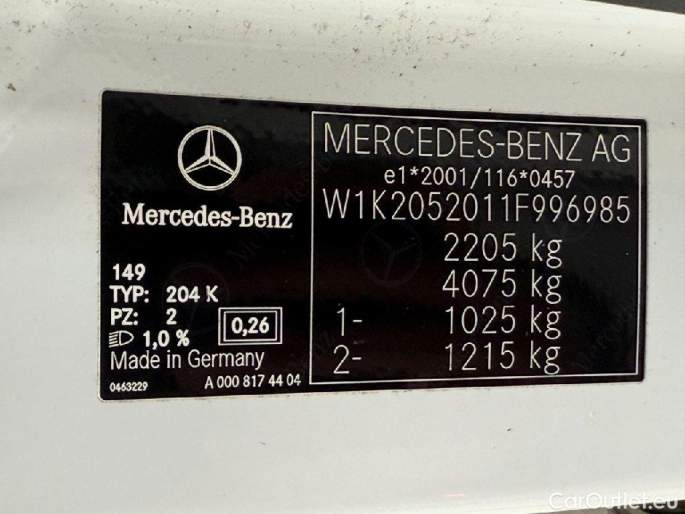 Mercedes-Benz
149
TYP: 204 K
PZ: 2
1,0 %
0,26
Made in Germany
0463229
A 000 817 44 04
MERCEDES-BENZ AG
e1*2001/116*0457
W1K2052011F996985
2205 kg
4075 kg
1- 1025 kg
2- 1215 kg
CarOutlet.eu